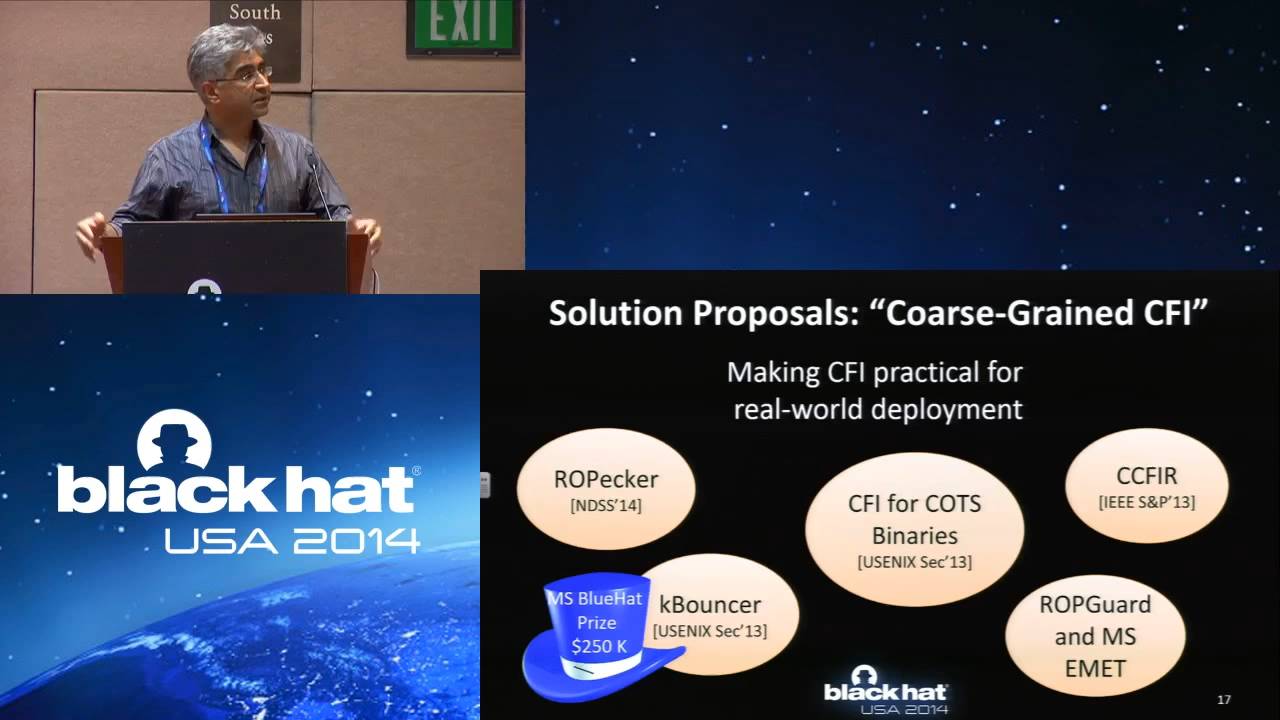 South
EXIT
black hat®
USA 2014
Solution Proposals: “Coarse-Grained CFI”
Making CFI practical for
real-world deployment
ROPecker
[NDSS’14]
CFI for COTS
Binaries
[USENIX Sec’13]
CCFIR
[IEEE S&P’13]
MS BlueHat
Prize
$250 K
kBouncer
[USENIX Sec’13]
ROPGuard
and MS
EMET
black hat®
USA 2014
17